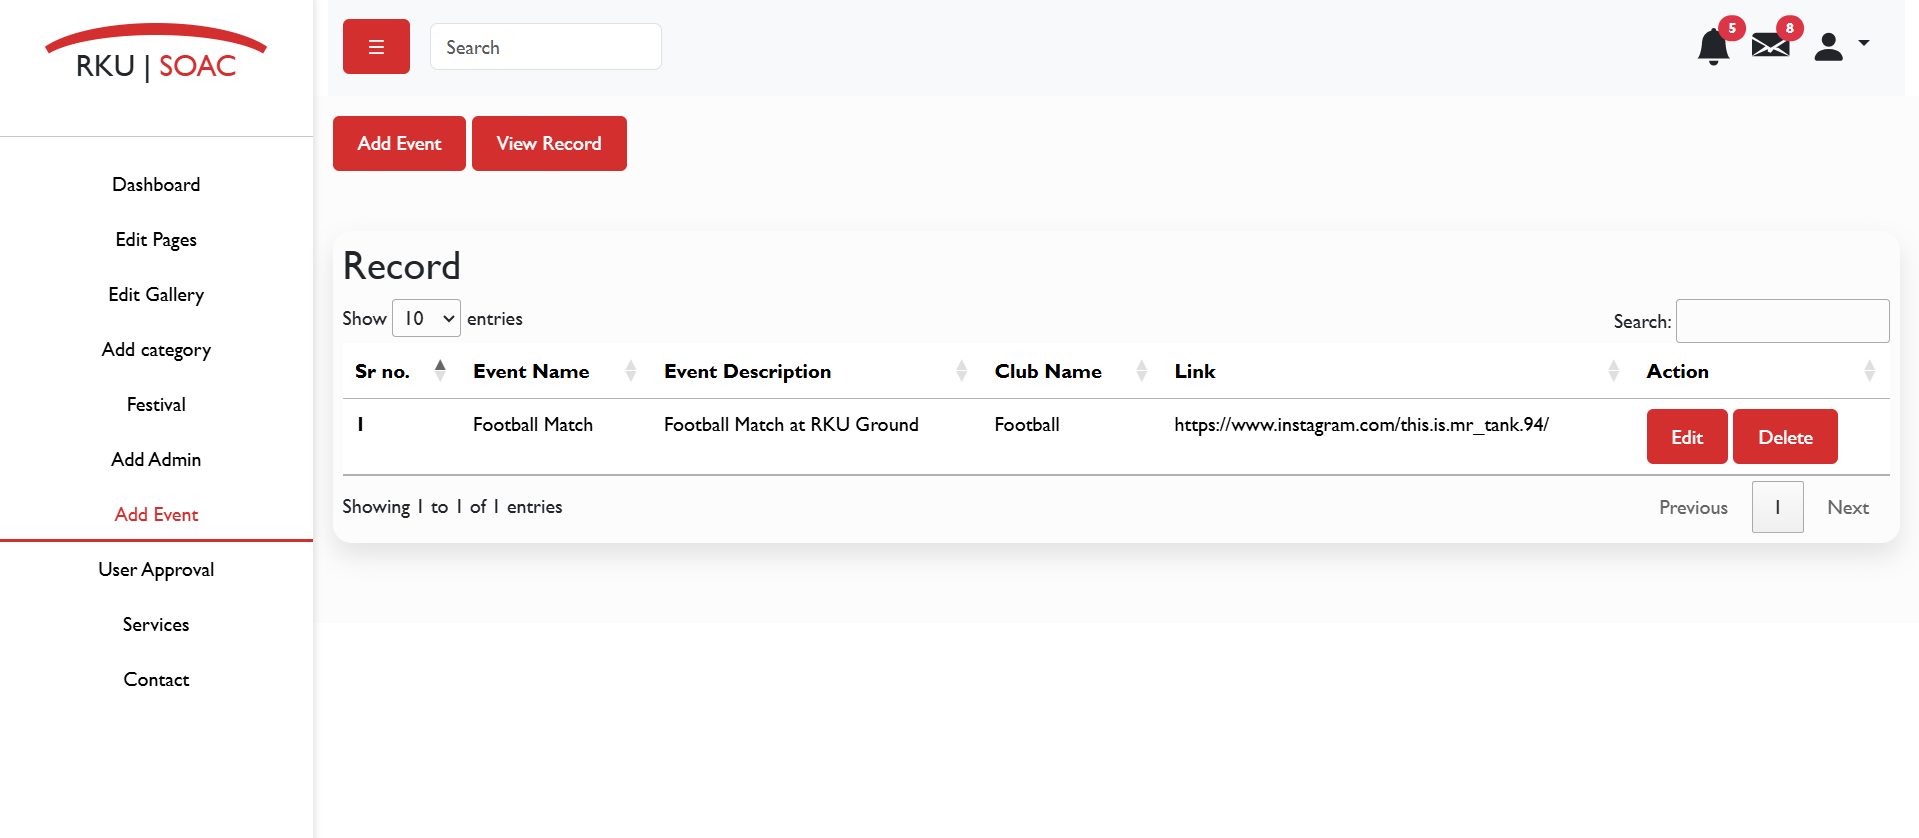 RKU | SOAC
☰
Search
5
8
Dashboard
Edit Pages
Edit Gallery
Add category
Festival
Add Admin
Add Event
User Approval
Services
Contact
Add Event View Record
Record
Show 10 entries
Search:
Sr no. Event Name Event Description Club Name Link Action
1 Football Match Football Match at RKU Ground Football https://www.instagram.com/this.is.mr_tank.94/ Edit Delete
Showing 1 to 1 of 1 entries
Previous 1 Next